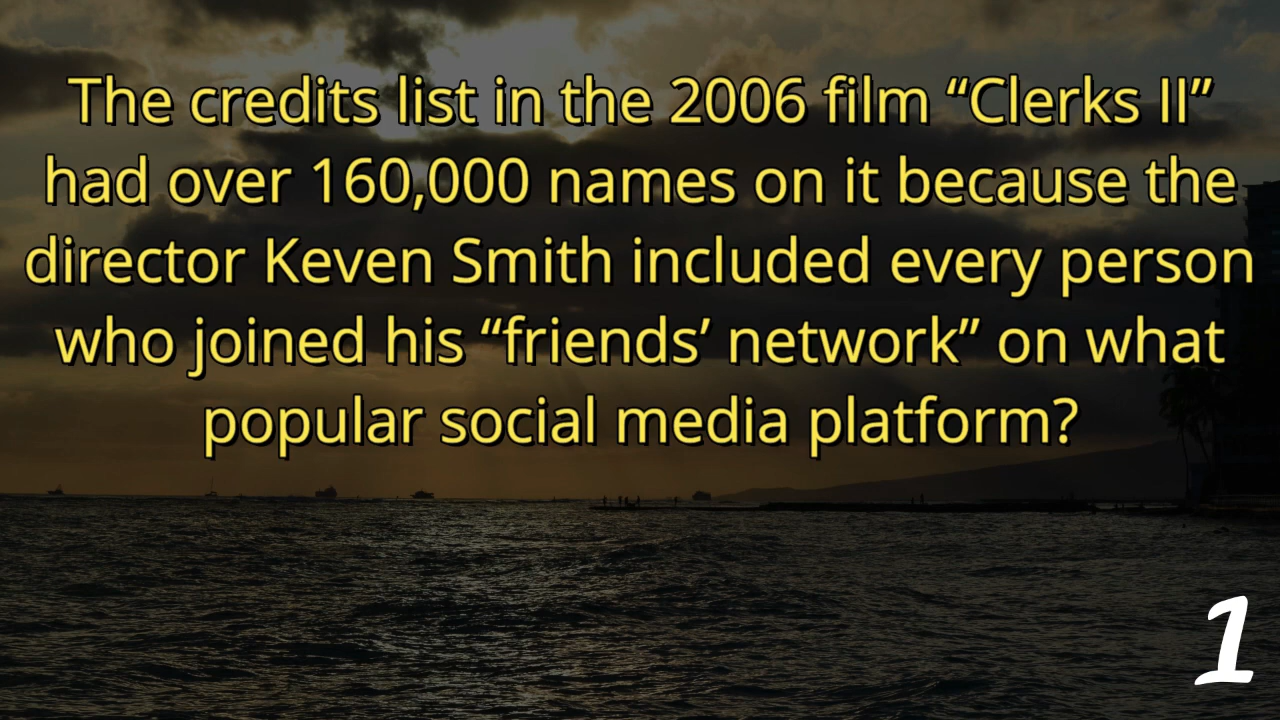 The credits list in the 2006 film “Clerks II”
had over 160,000 names on it because the
director Keven Smith included every person
who joined his “friends’ network” on what
popular social media platform?
1